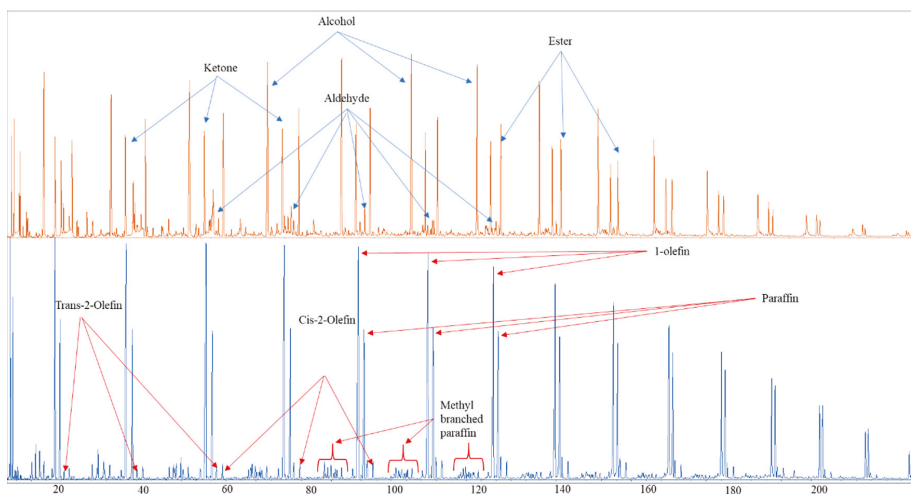 Alcohol
Ester
Ketone
Aldehyde
1-olefin
Trans-2-Olefin
Paraffin
Cis-2-Olefin
Methyl
branched
paraffin
20 40 60 80 100 120 140 160 180 200